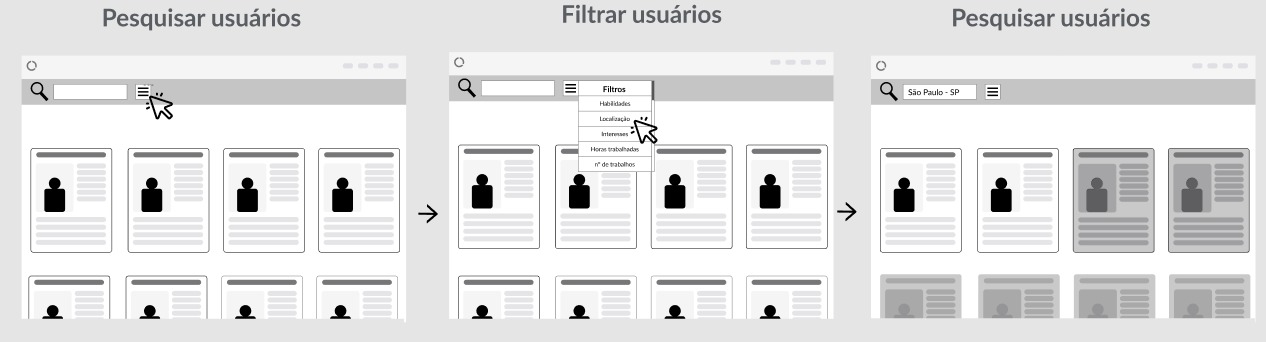 Pesquisar usuários
Filtrar usuários
Pesquisar usuários
Filtros
Habilidades
Localização
Interesses
Horas trabalhadas
nº de trabalhos
São Paulo - SP